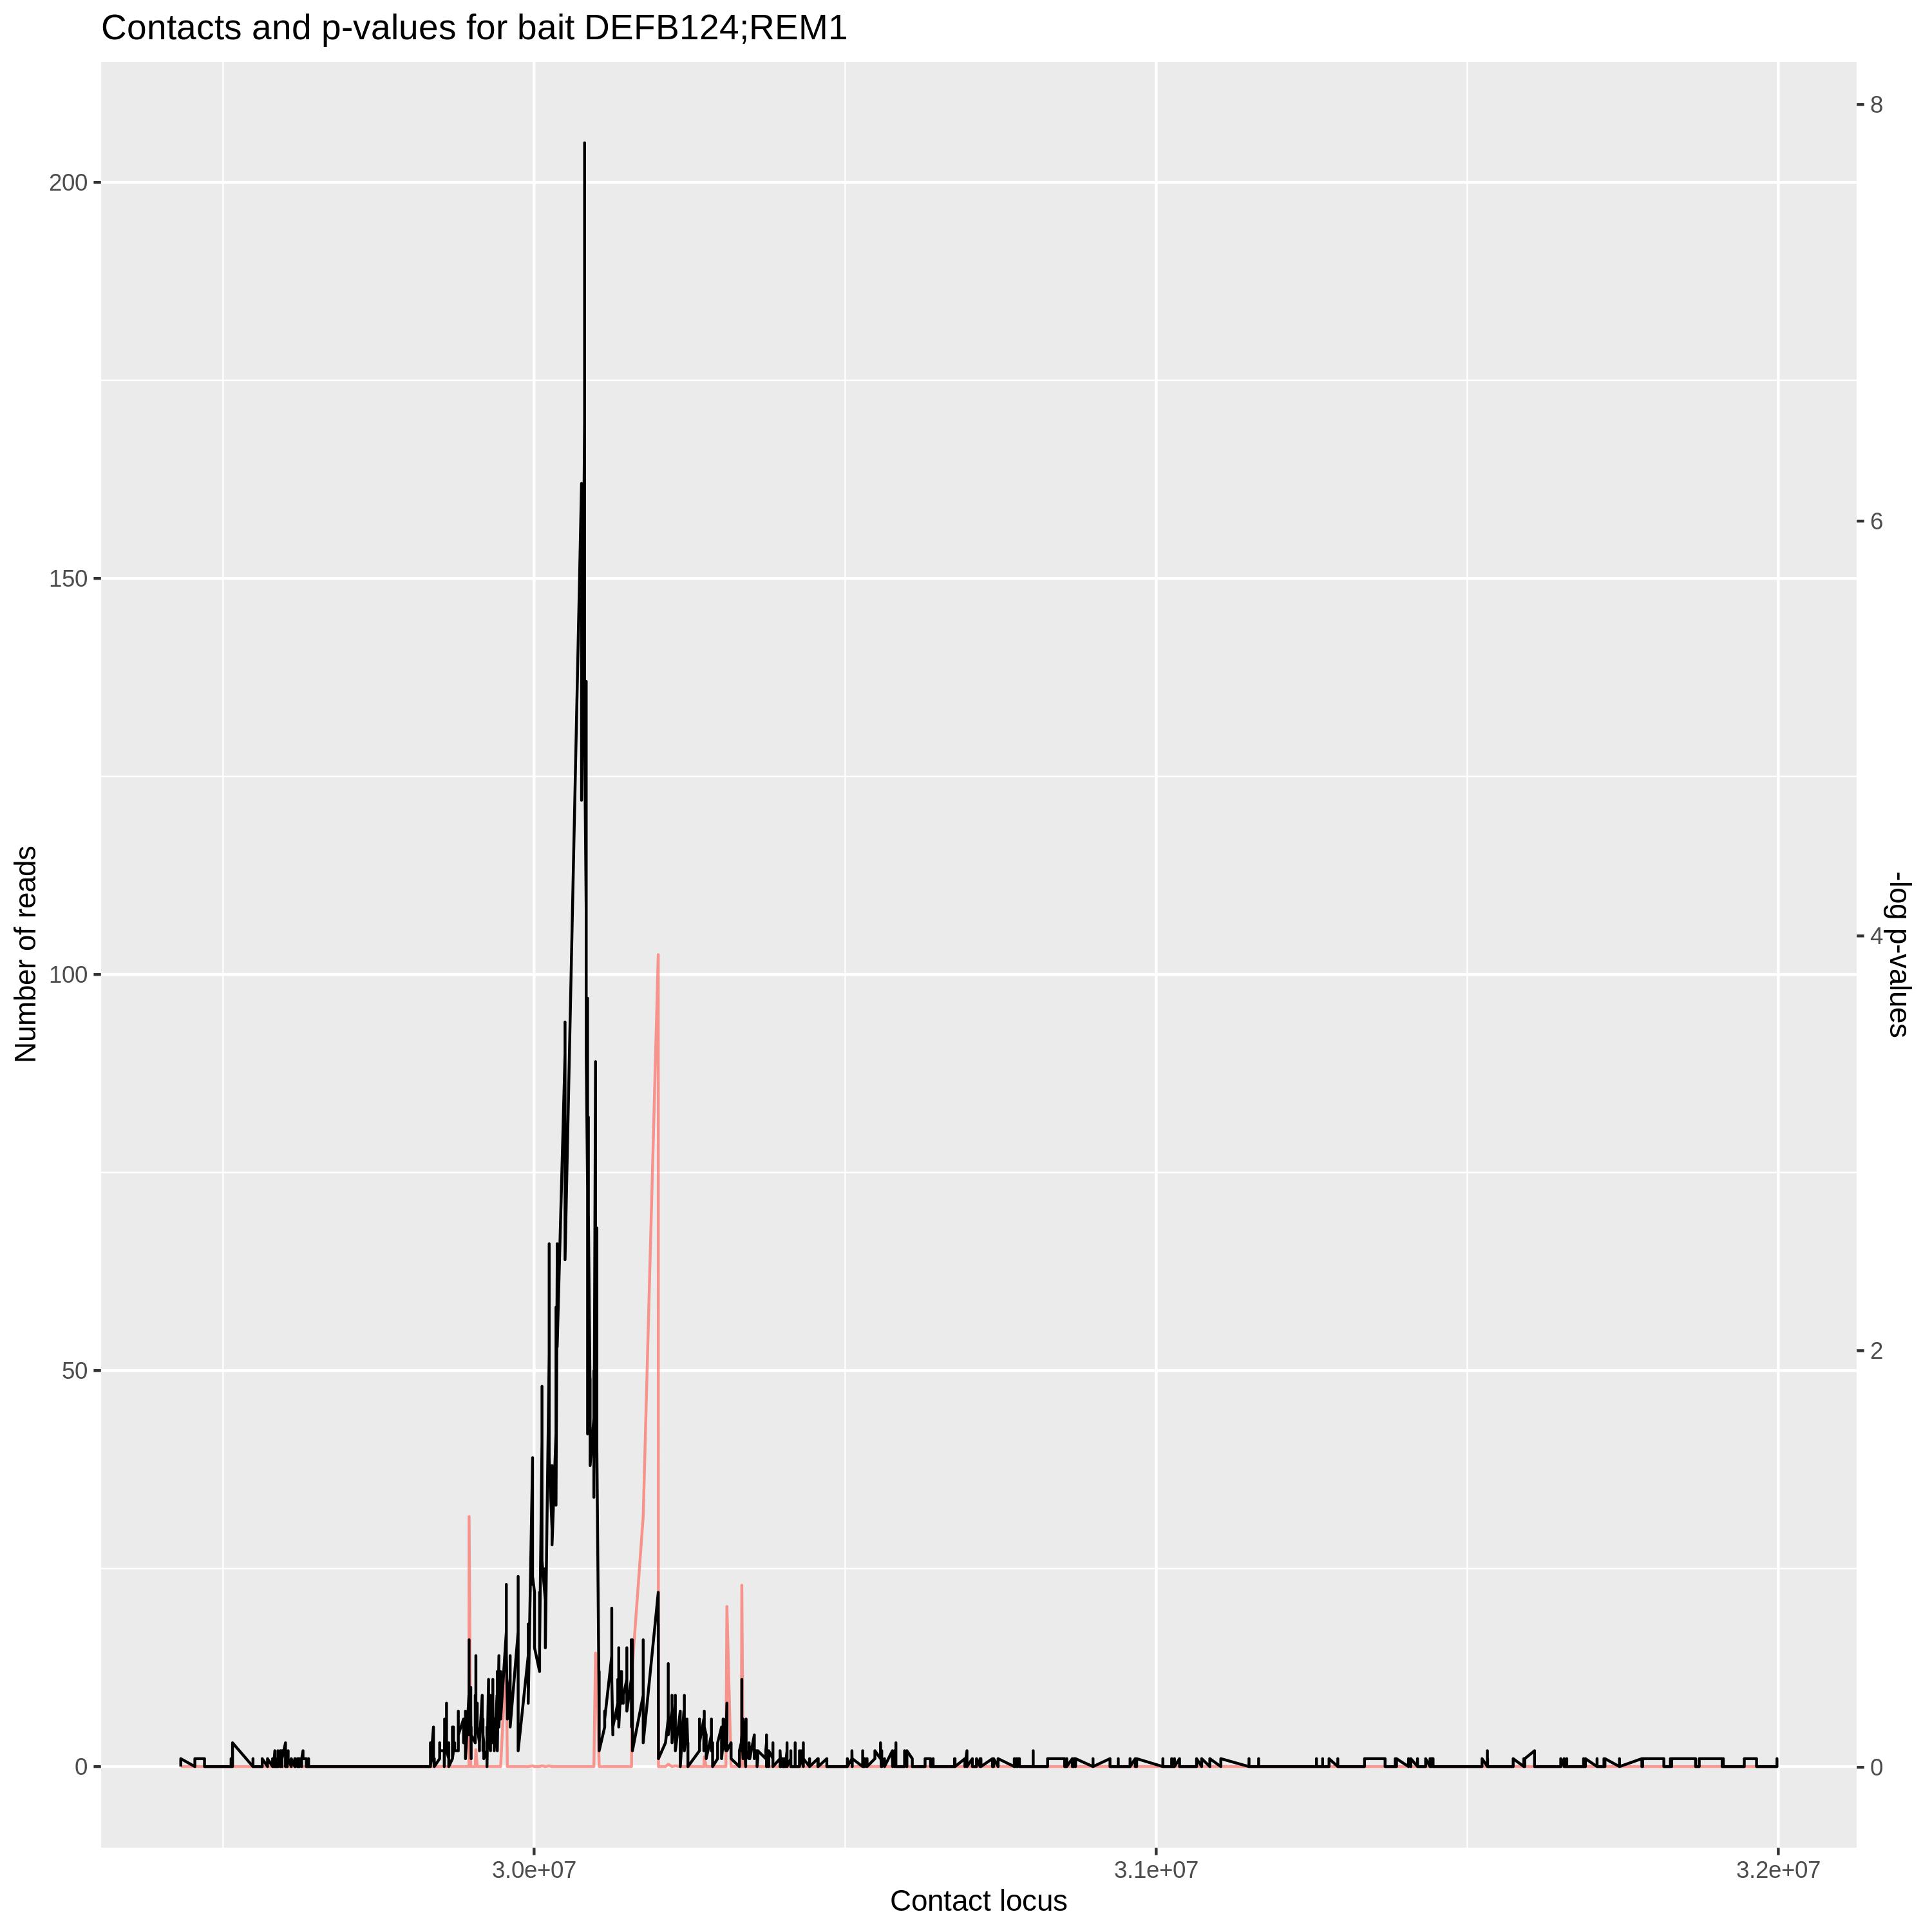 Contacts and p-values for bait DEFB124;REM1
Number of reads
200
150
100
50
0
8
6
4
2
0
-log p-values
3.0e+07
3.1e+07
3.2e+07
Contact locus